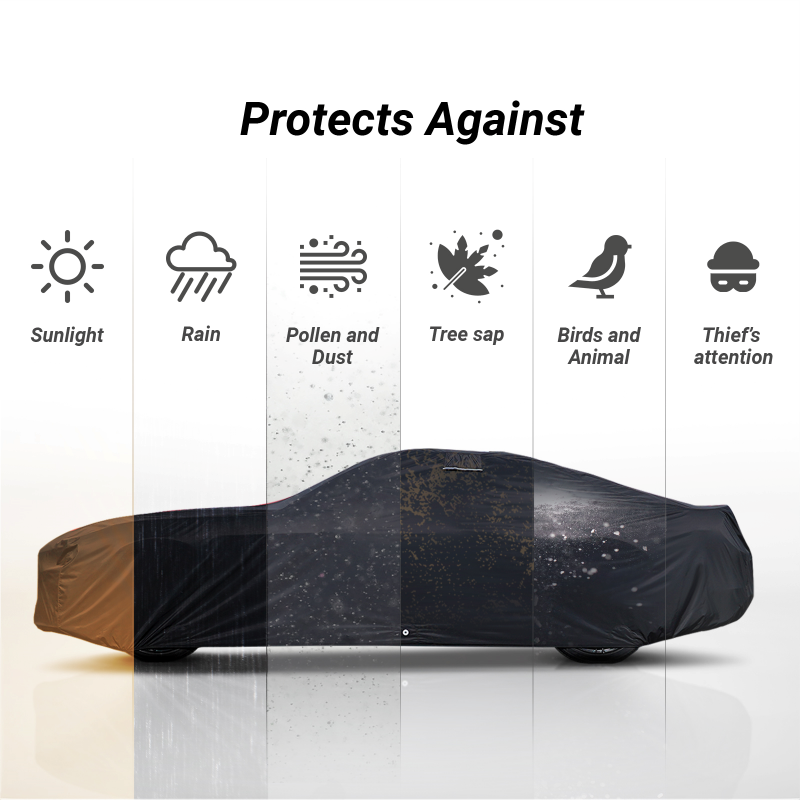 Protects Against
Sunlight
Rain
Pollen and
Dust
Tree sap
Birds and
Animal
Thief's
attention